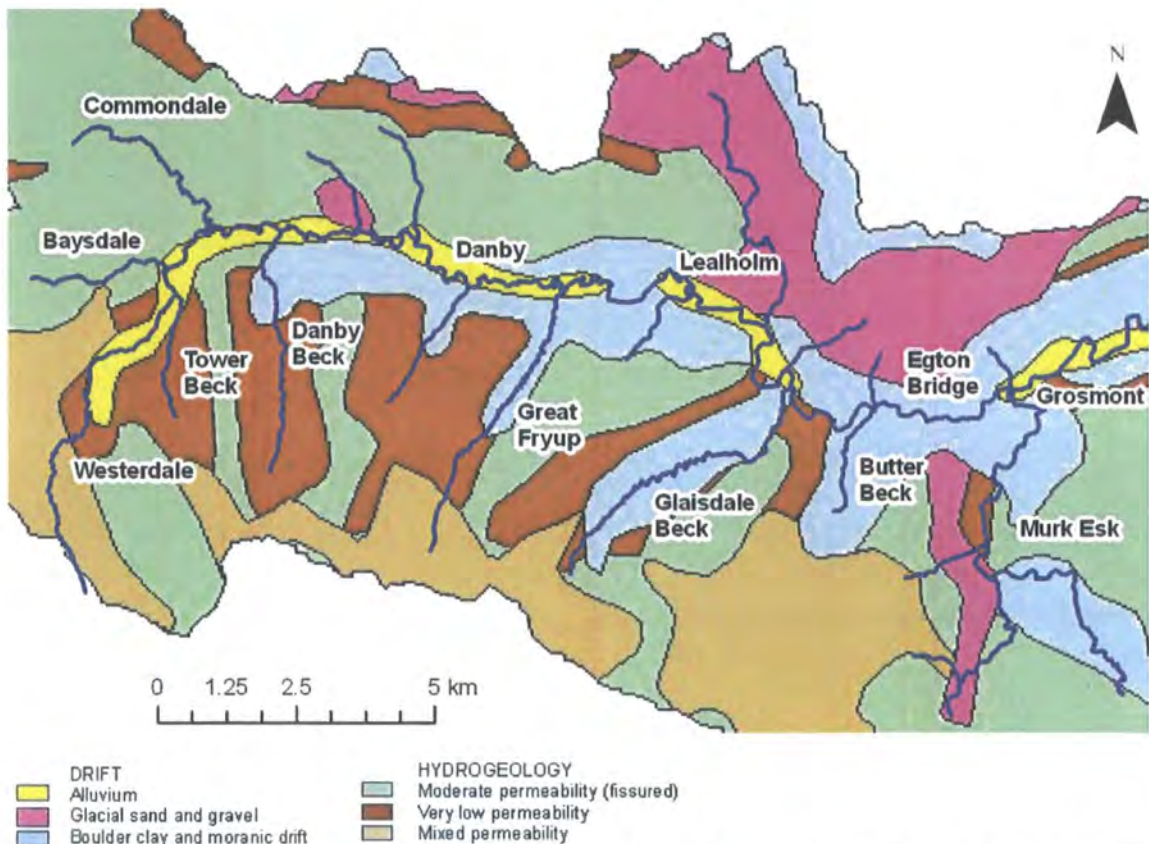 N
Commondale
Baysdale
Danby
Lealholm
Tower
Beck
Danby
Beck
Egton
Bridge
Grosmont
Great
Fryup
Westerdale
Glaisdale
Beck
Butter
Beck
Murk Esk
0 1.25 2.5 5 km
DRIFT
Alluvium
Glacial sand and gravel
Boulder clay and moranic drift
HYDROGEOLOGY
Moderate permeability (fissured)
Very low permeability
Mixed permeability